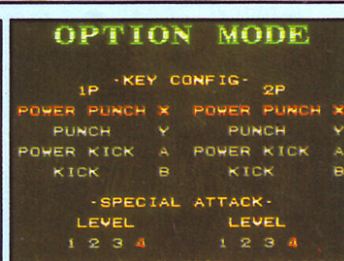 OPTION MODE
-KEY CONFIG-
1P 2P
POWER PUNCH X POWER PUNCH X
PUNCH Y PUNCH Y
POWER KICK A POWER KICK A
KICK B KICK B
-SPECIAL ATTACK-
LEVEL LEVEL
1 2 3 4 1 2 3 4